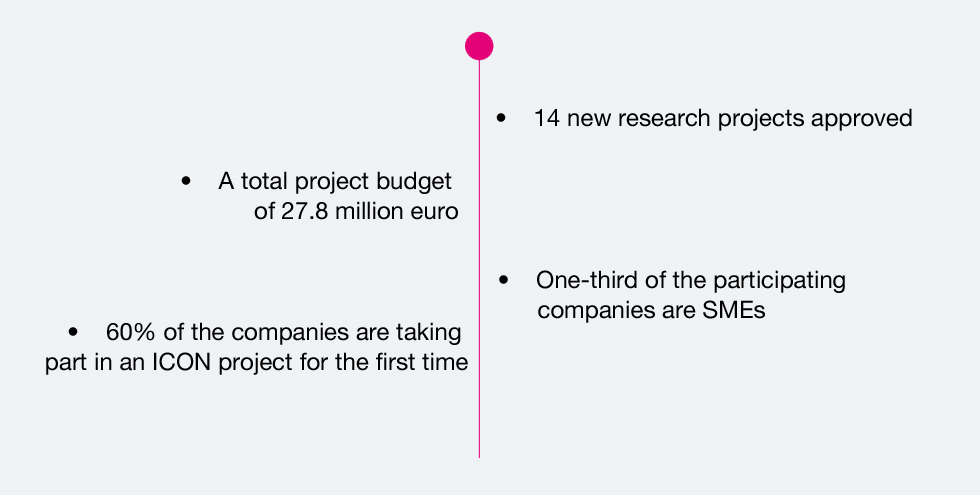 • 14 new research projects approved
• A total project budget
of 27.8 million euro
• One-third of the participating
companies are SMEs
• 60% of the companies are taking
part in an ICON project for the first time